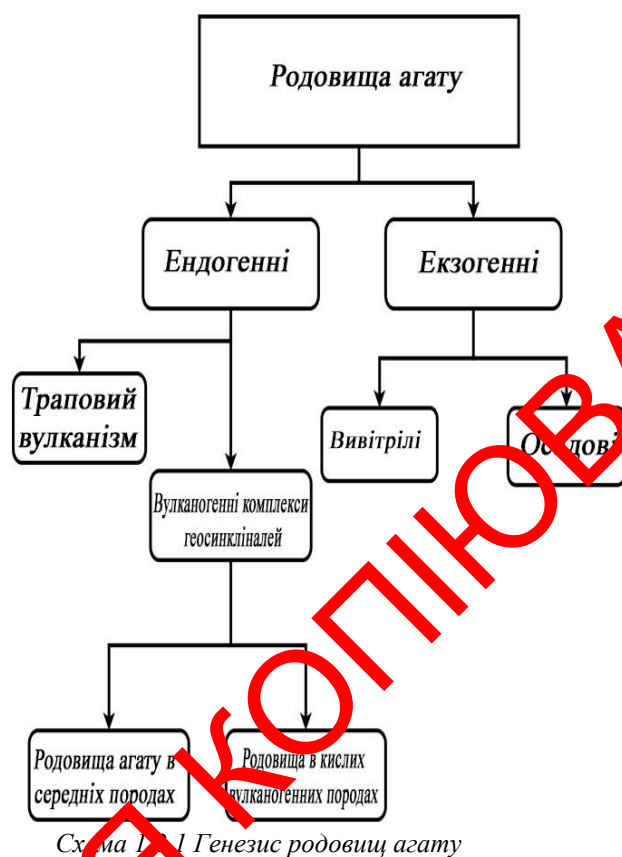 Родовища агату
Ендогенні
Екзогенні
Траповий
вулканізм
Вивітрілі
Осадові
Вулканогенні комплекси
геосинкліналей
Родовища агату в
середніх породах
Родовища в кислих
вулканогенних породах
Генезис родовищ агату